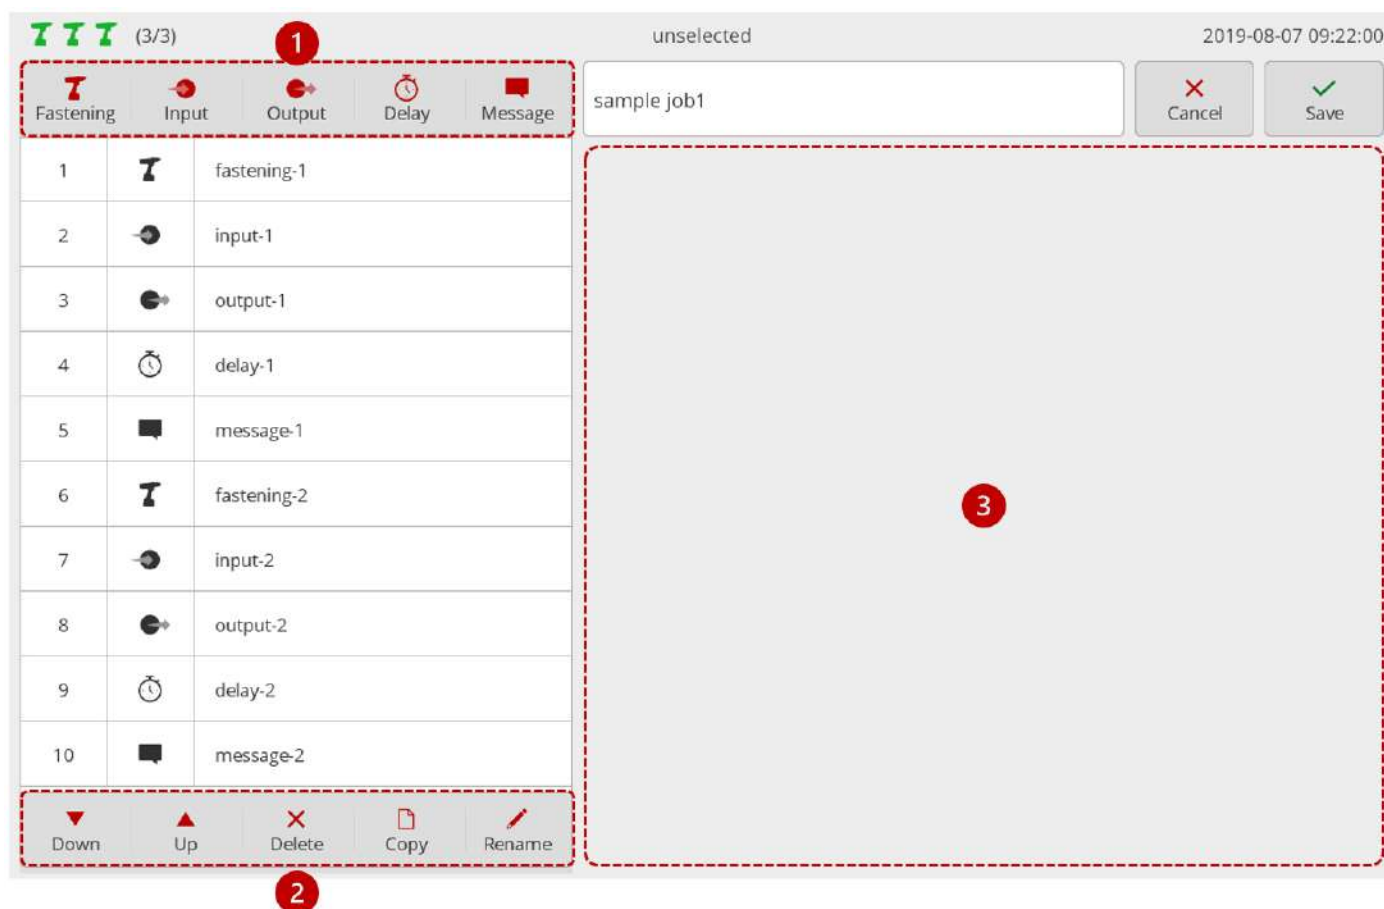 (3/3) unselected 2019-08-07 09:22:00
1
Fastening Input Output Delay Message
sample job1
Cancel Save
1 fastening-1
2 input-1
3 output-1
4 delay-1
5 message-1
6 fastening-2
7 input-2
8 output-2
9 delay-2
10 message-2
3
Down Up Delete Copy Rename
2